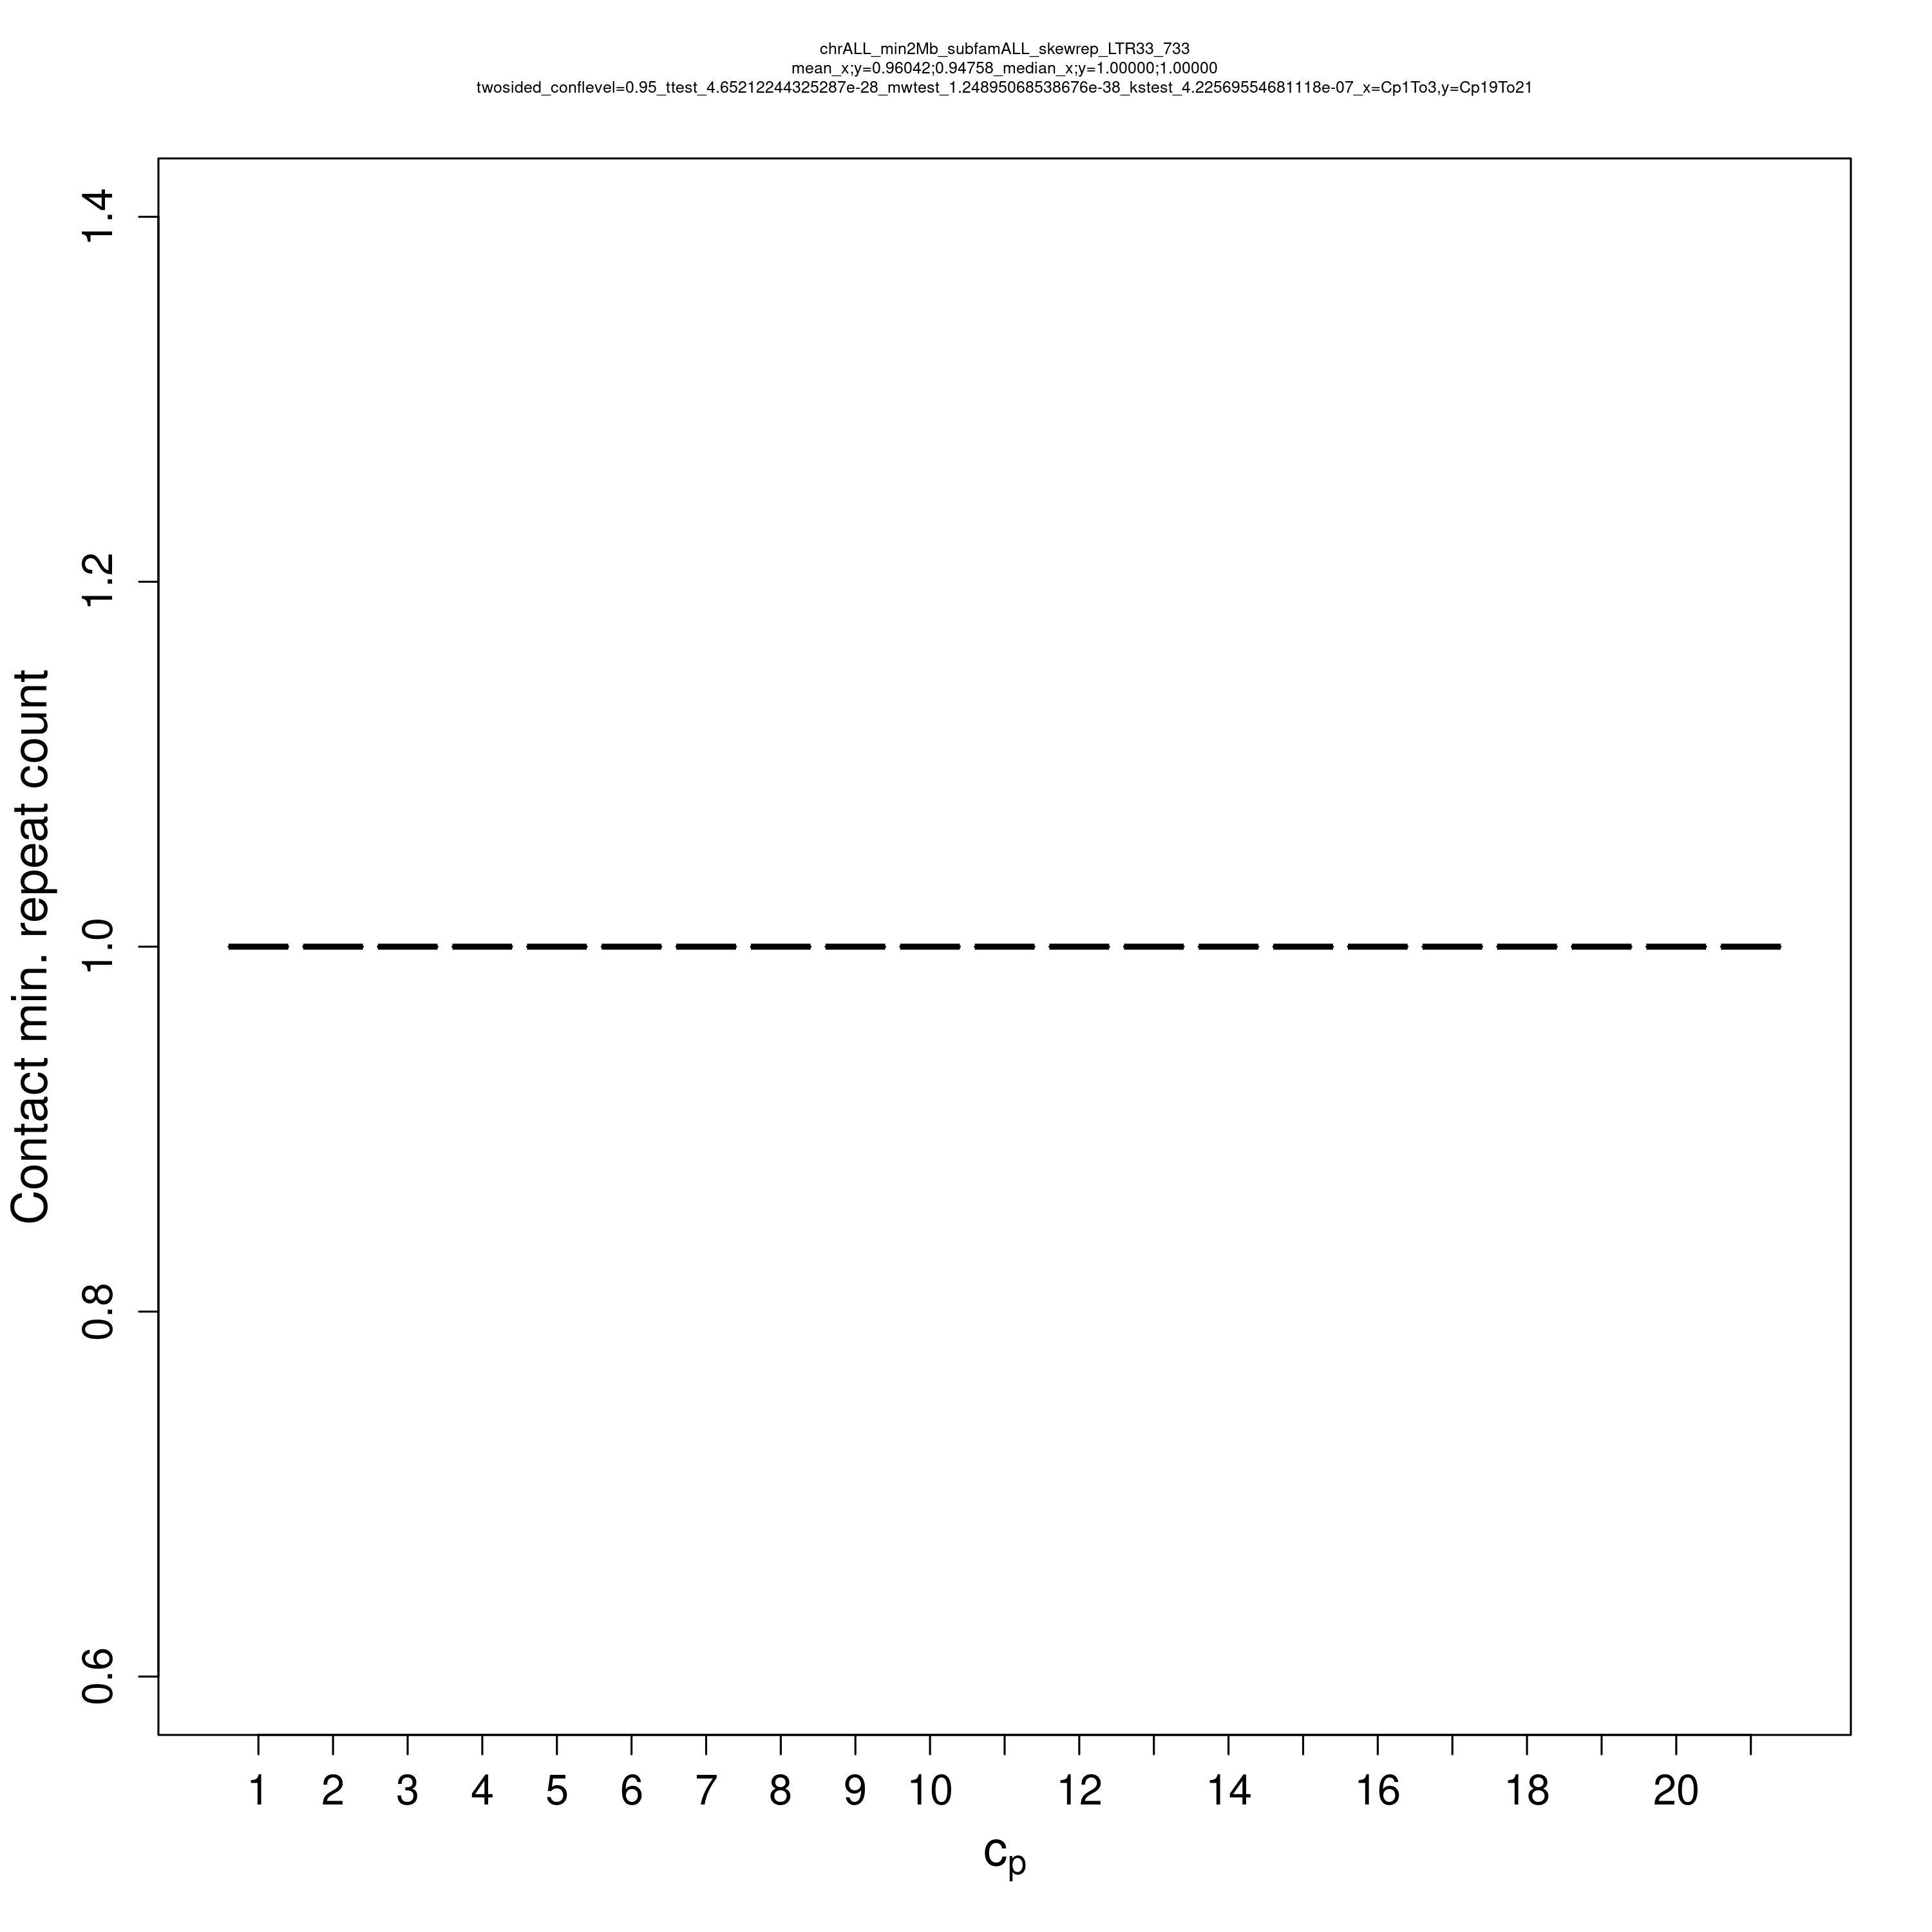 chrALL_min2Mb_subfamALL_skewrep_LTR33_733
mean_x;y=0.96042;0.94758_median_x;y=1.00000;1.00000
twosided_conflevel=0.95_ttest_4.65212244325287e-28_mwtest_1.24895068538676e-38_kstest_4.22569554681118e-07_x=Cp1To3,y=Cp19To21
Contact min. repeat count
1.4
1.2
1.0
0.8
0.6
1 2 3 4 5 6 7 8 9 10 12 14 16 18 20
cp